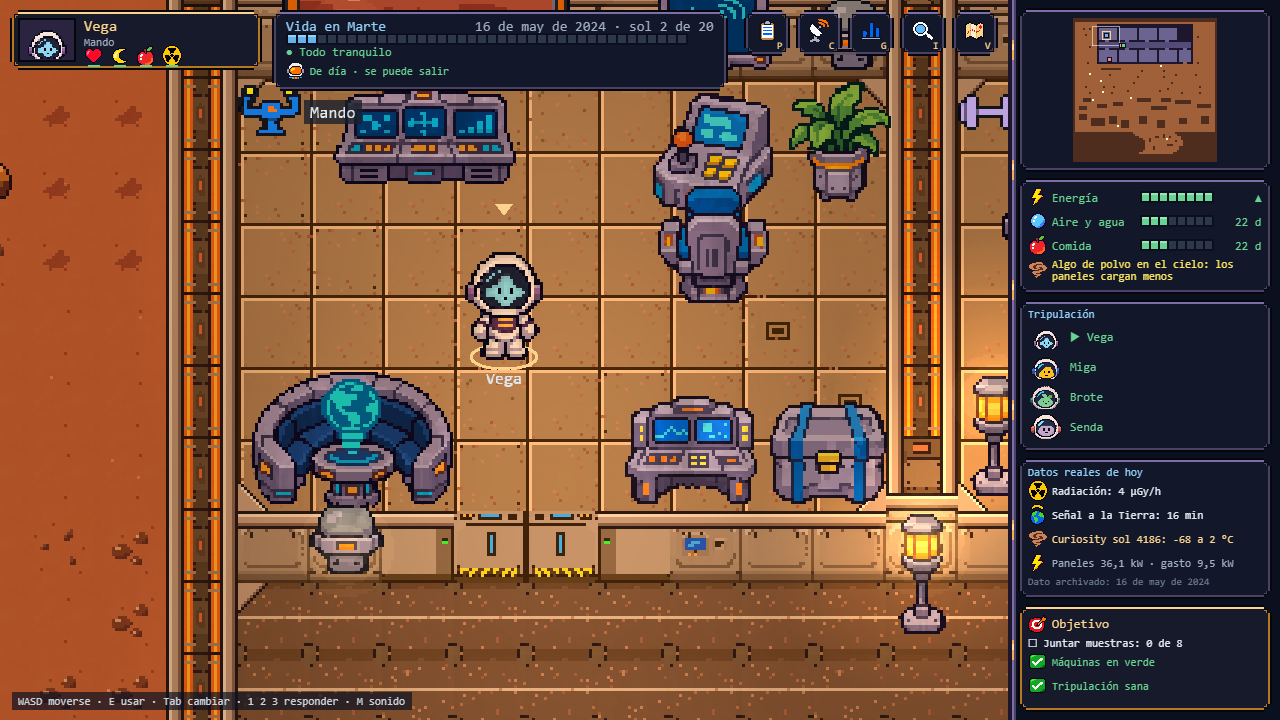 Vega
Mando
Vida en Marte
16 de may de 2024 · sol 2 de 20
Todo tranquilo
De día · se puede salir
P
C
G
I
V
Mando
Vega
Energía
Aire y agua 22 d
Comida 22 d
Algo de polvo en el cielo: los
paneles cargan menos
Tripulación
Vega
Miga
Brote
Senda
Datos reales de hoy
Radiación: 4 µGy/h
Señal a la Tierra: 16 min
Curiosity sol 4186: -68 a 2 ºC
Paneles 36,1 kW · gasto 9,5 kW
Dato archivado: 16 de may de 2024
Objetivo
Juntar muestras: 0 de 8
Máquinas en verde
Tripulación sana
WASD moverse · E usar · Tab cambiar · 1 2 3 responder · M sonido